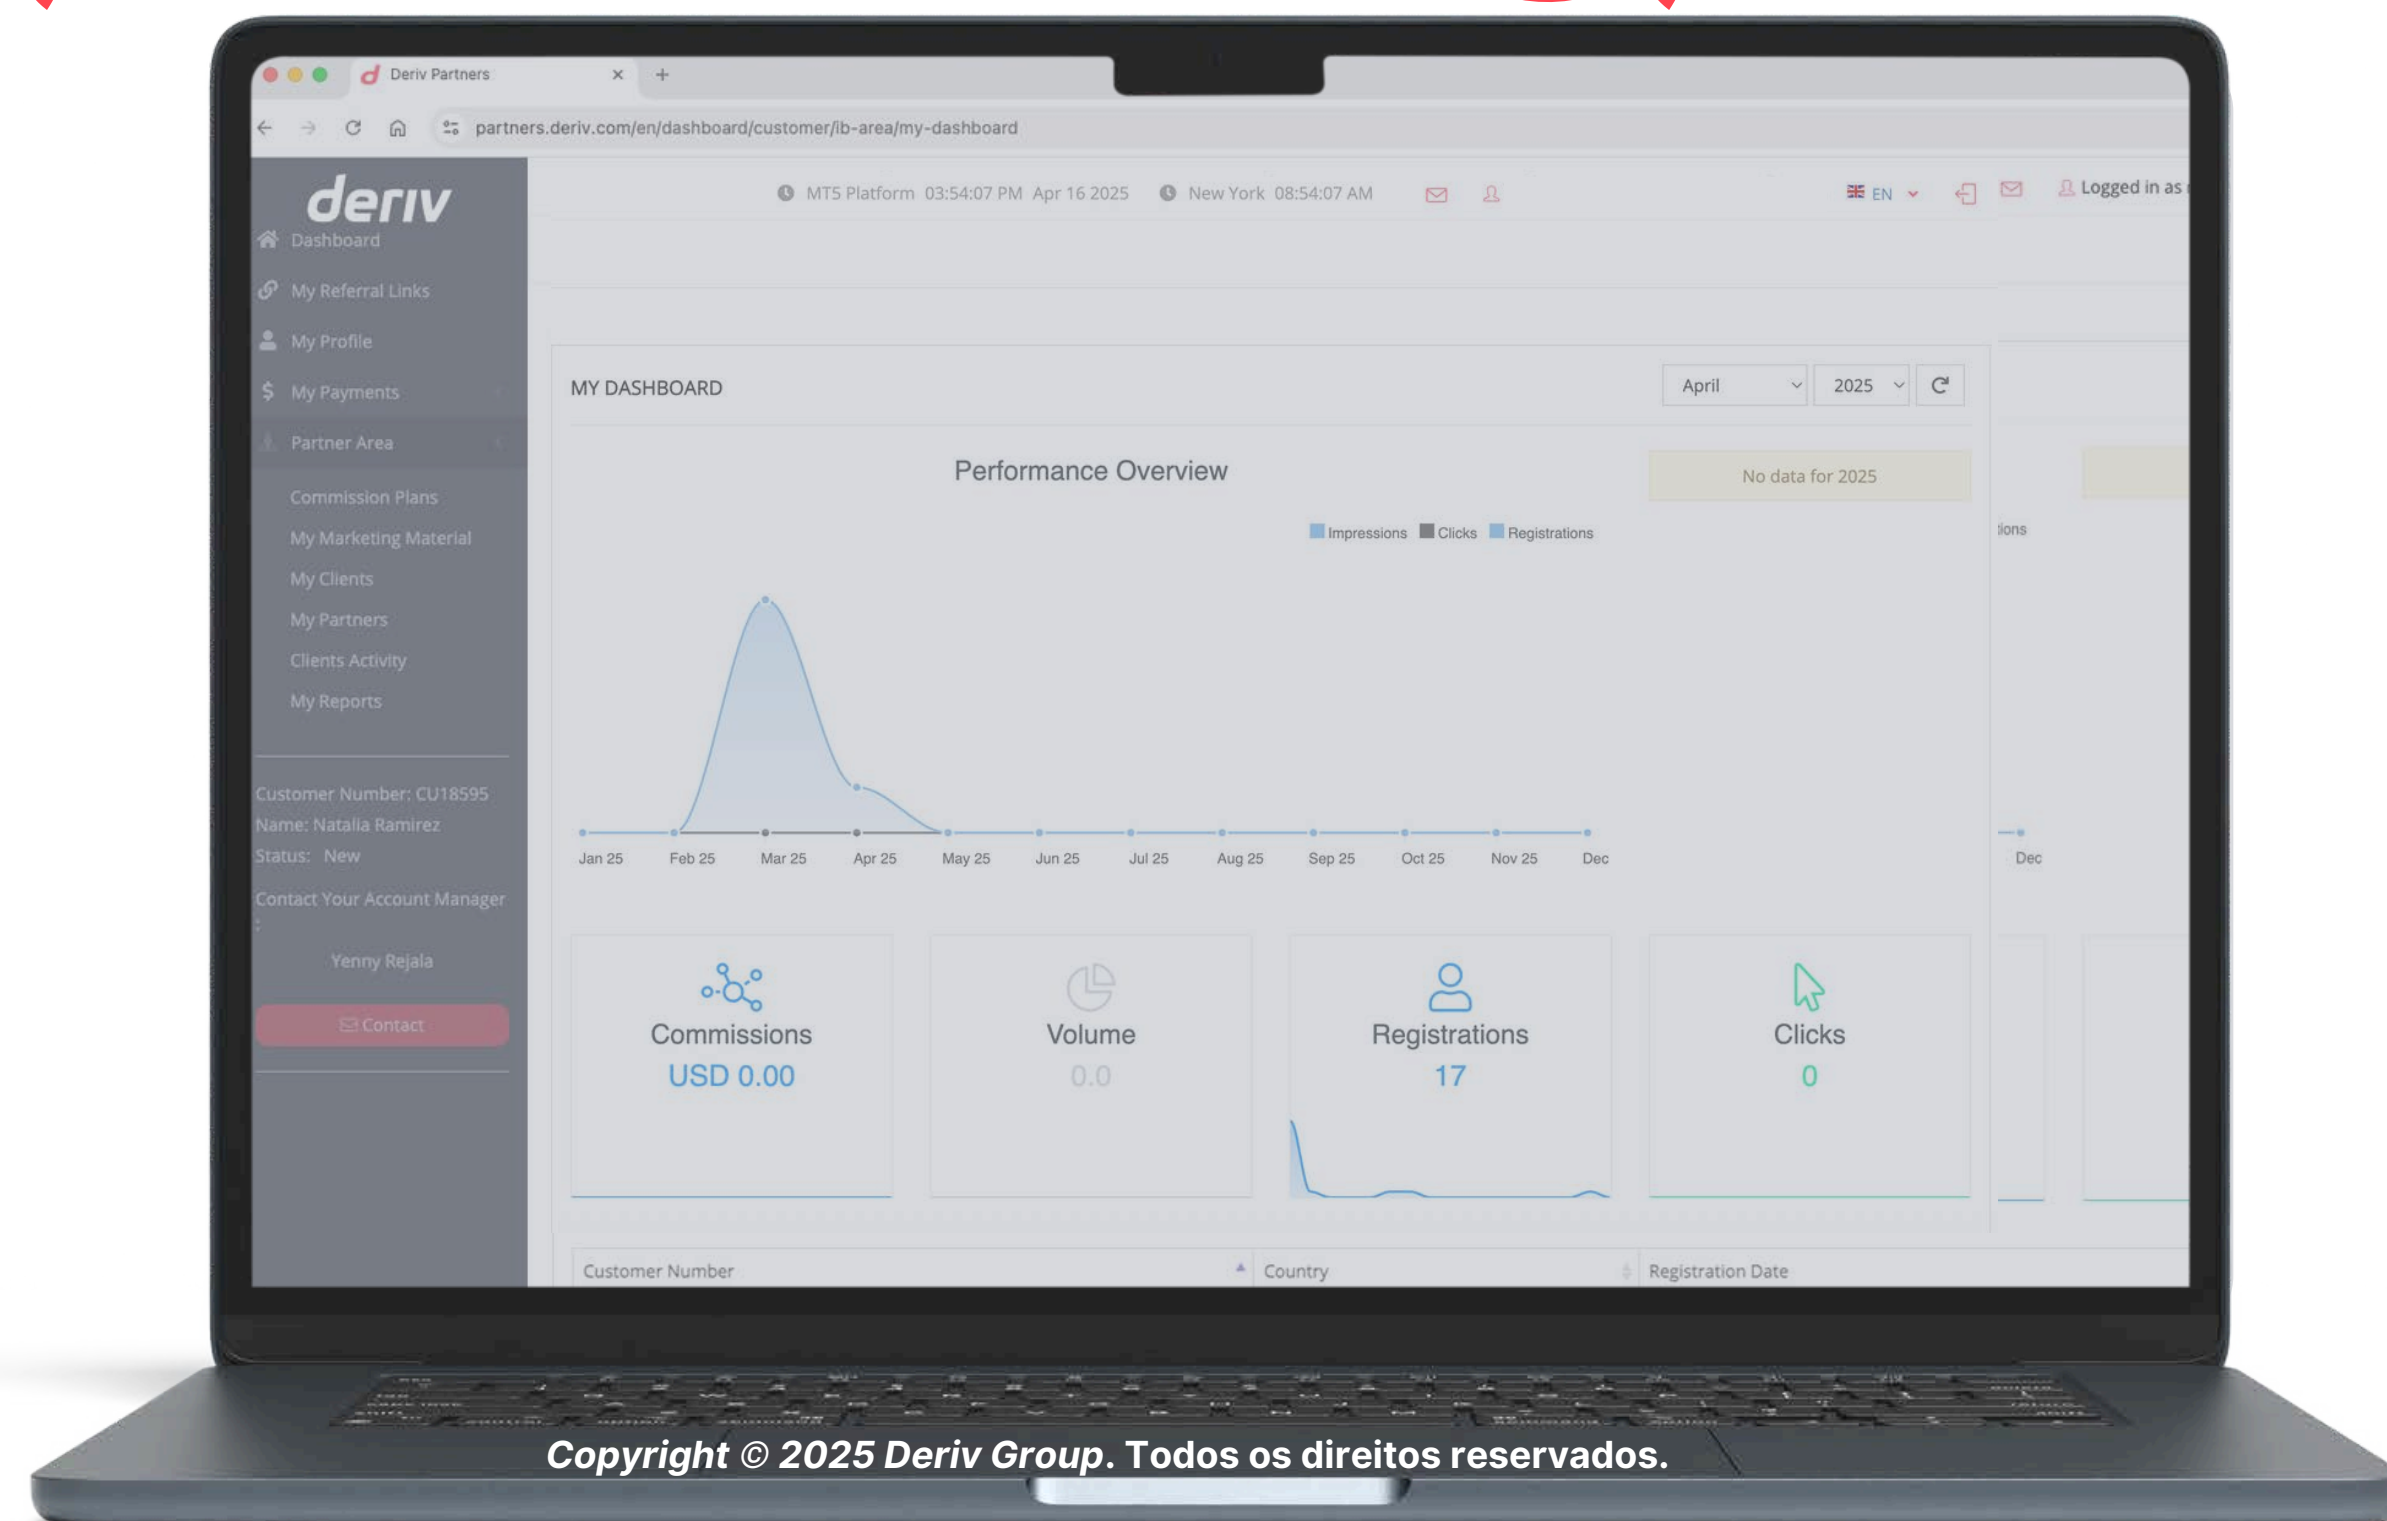 Deriv Partners
partners.deriv.com/en/dashboard/customer/ib-area/my-dashboard
deriv
MT5 Platform 03:54:07 PM Apr 16 2025 New York 08:54:07 AM
EN
Logged in as
Dashboard
My Referral Links
My Profile
My Payments
Partner Area
Commission Plans
My Marketing Material
My Clients
My Partners
Clients Activity
My Reports
Customer Number: CU18595
Name: Natalia Ramirez
Status: New
Contact Your Account Manager
:
Yenny Rejala
Contact
MY DASHBOARD
April 2025
Performance Overview
No data for 2025
Impressions Clicks Registrations
ions
Jan 25 Feb 25 Mar 25 Apr 25 May 25 Jun 25 Jul 25 Aug 25 Sep 25 Oct 25 Nov 25 Dec
Dec
Commissions
USD 0.00
Volume
0.0
Registrations
17
Clicks
0
Customer Number Country Registration Date
Copyright © 2025 Deriv Group. Todos os direitos reservados.